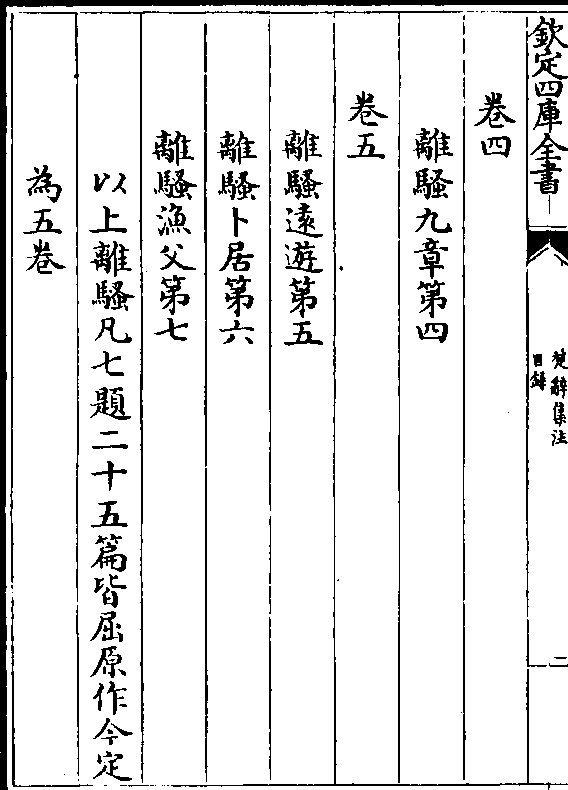 欽定四庫全書
楚辭集注
目錄
二
卷四
離騷九章第四
卷五
離騷遠遊第五
離騷卜居第六
離騷漁父第七
以上離騷凡七題二十五篇皆屈原作今定
為五卷